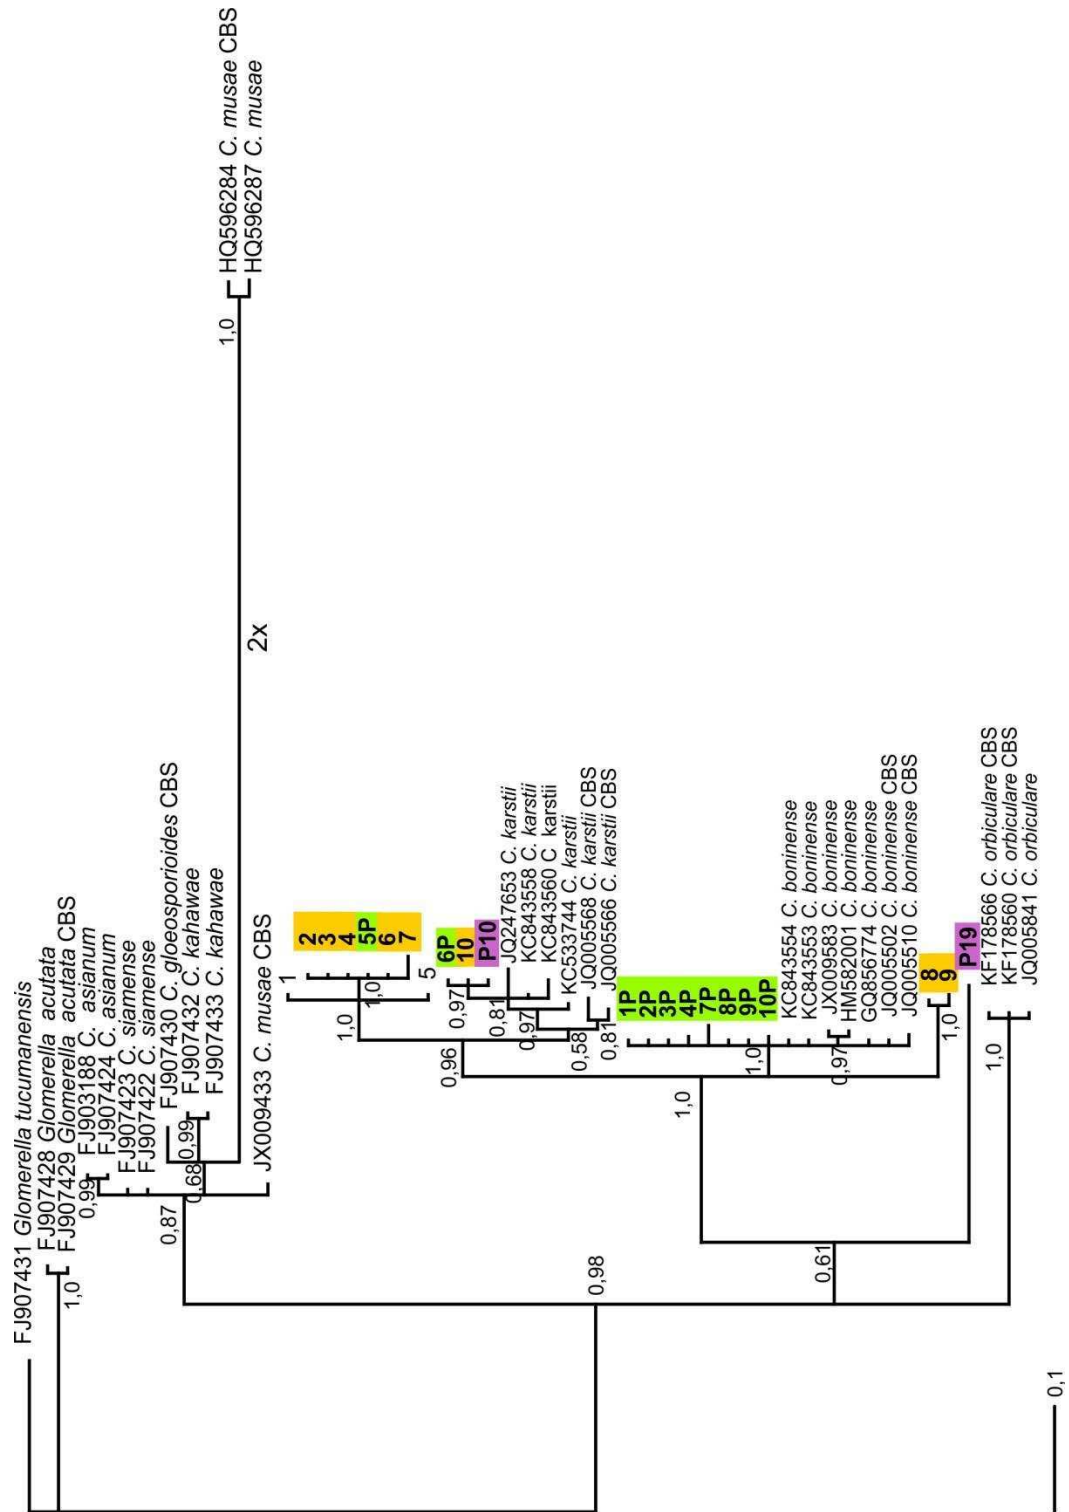 FJ907431 Glomerella tucumanensis
FJ907428 Glomerella acutata
FJ907429 Glomerella acutata CBS
1,0
FJ903188 C. asianum
FJ907424 C. asianum
0,99
FJ907423 C. siamense
FJ907422 C. siamense
FJ907430 C. gloeosporioides CBS
FJ907432 C. kahawae
FJ907433 C. kahawae
0,99
0,68
0,87
HQ596284 C. musae CBS
HQ596287 C. musae
1,0
2x
JX009433 C. musae CBS
1
2
3
4
5P
6
7
1,0
5
1,0
6P
10
P10
0,97
JQ247653 C. karstii
KC843558 C. karstii
KC843560 C. karstii
0,81
KC533744 C. karstii
0,97
JQ005568 C. karstii CBS
JQ005566 C. karstii CBS
0,58
0,81
0,96
1P
2P
3P
4P
7P
8P
9P
10P
1,0
KC843554 C. boninense
KC843553 C. boninense
JX009583 C. boninense
HM582001 C. boninense
0,97
GQ856774 C. boninense
JQ005502 C. boninense CBS
JQ005510 C. boninense CBS
8
9
1,0
1,0
P19
0,61
0,98
KF178566 C. orbiculare CBS
KF178560 C. orbiculare CBS
JQ005841 C. orbiculare
1,0
0,1